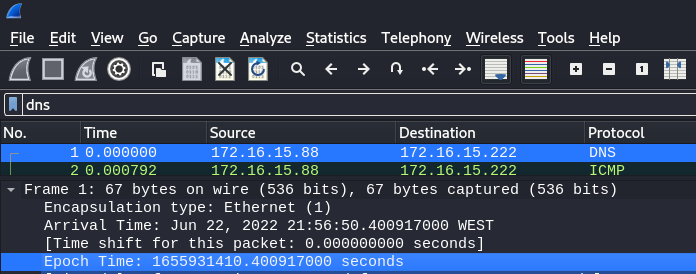 File Edit View Go Capture Analyze Statistics Telephony Wireless Tools Help
dns
No. Time Source Destination Protocol
1 0.000000 172.16.15.88 172.16.15.222 DNS
2 0.000792 172.16.15.88 172.16.15.222 ICMP
Frame 1: 67 bytes on wire (536 bits), 67 bytes captured (536 bits)
Encapsulation type: Ethernet (1)
Arrival Time: Jun 22, 2022 21:56:50.400917000 WEST
[Time shift for this packet: 0.000000000 seconds]
Epoch Time: 1655931410.400917000 seconds